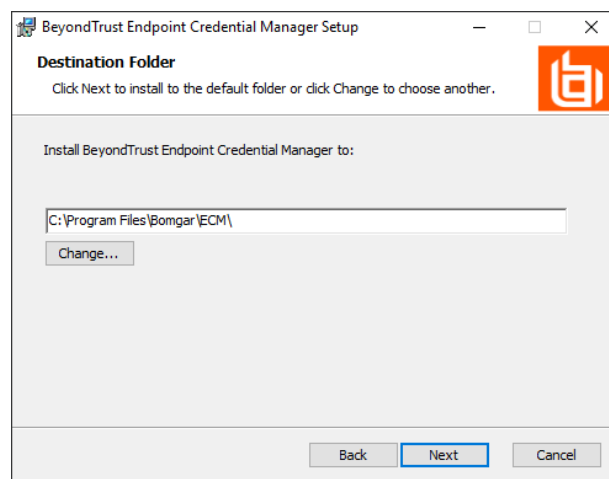 BeyondTrust Endpoint Credential Manager Setup
Destination Folder
Click Next to install to the default folder or click Change to choose another.
Install BeyondTrust Endpoint Credential Manager to:
C:\Program Files\Bomgar\ECM\
Change...
Back Next Cancel